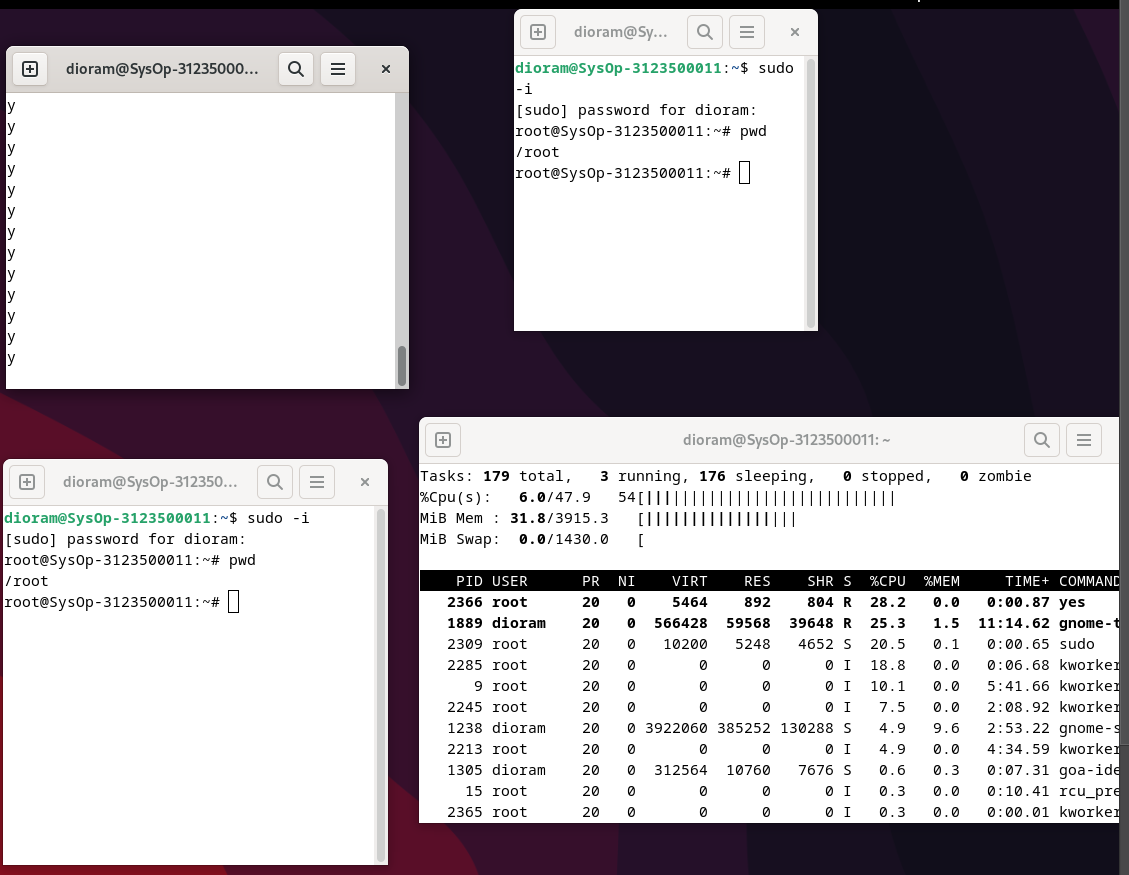 dioram@SysOp-31235000...
y
y
y
y
y
y
y
y
y
y
y
y
y
dioram@Sy...
dioram@SysOp-3123500011:~$ sudo
-i
[sudo] password for dioram:
root@SysOp-3123500011:~# pwd
/root
root@SysOp-3123500011:~#
dioram@SysOp-312350...
dioram@SysOp-3123500011:~$ sudo -i
[sudo] password for dioram:
root@SysOp-3123500011:~# pwd
/root
root@SysOp-3123500011:~#
dioram@SysOp-3123500011: ~
Tasks: 179 total,   3 running, 176 sleeping,   0 stopped,   0 zombie
%Cpu(s):   6.0/47.9   54[||||||||||||||||||||||||||||
MiB Mem : 31.8/3915.3   [|||||||||||||||||
MiB Swap:  0.0/1430.0   [
PID USER      PR  NI    VIRT    RES    SHR S  %CPU  %MEM     TIME+ COMMAND
2366 root      20   0    5464    892    804 R  28.2   0.0   0:00.87 yes
1889 dioram    20   0  566428  59568  39648 R  25.3   1.5  11:14.62 gnome-t
2309 root      20   0   10200   5248   4652 S  20.5   0.1   0:00.65 sudo
2285 root      20   0       0      0      0 I  18.8   0.0   0:06.68 kworker
9 root      20   0       0      0      0 I  10.1   0.0   5:41.66 kworker
2245 root      20   0       0      0      0 I   7.5   0.0   2:08.92 kworker
1238 dioram    20   0 3922060 385252 130288 S   4.9   9.6   2:53.22 gnome-s
2213 root      20   0       0      0      0 I   4.9   0.0   4:34.59 kworker
1305 dioram    20   0  312564  10760   7676 S   0.6   0.3   0:07.31 goa-ide
15 root      20   0       0      0      0 I   0.3   0.0   0:10.41 rcu_pre
2365 root      20   0       0      0      0 I   0.3   0.0   0:00.01 kworker